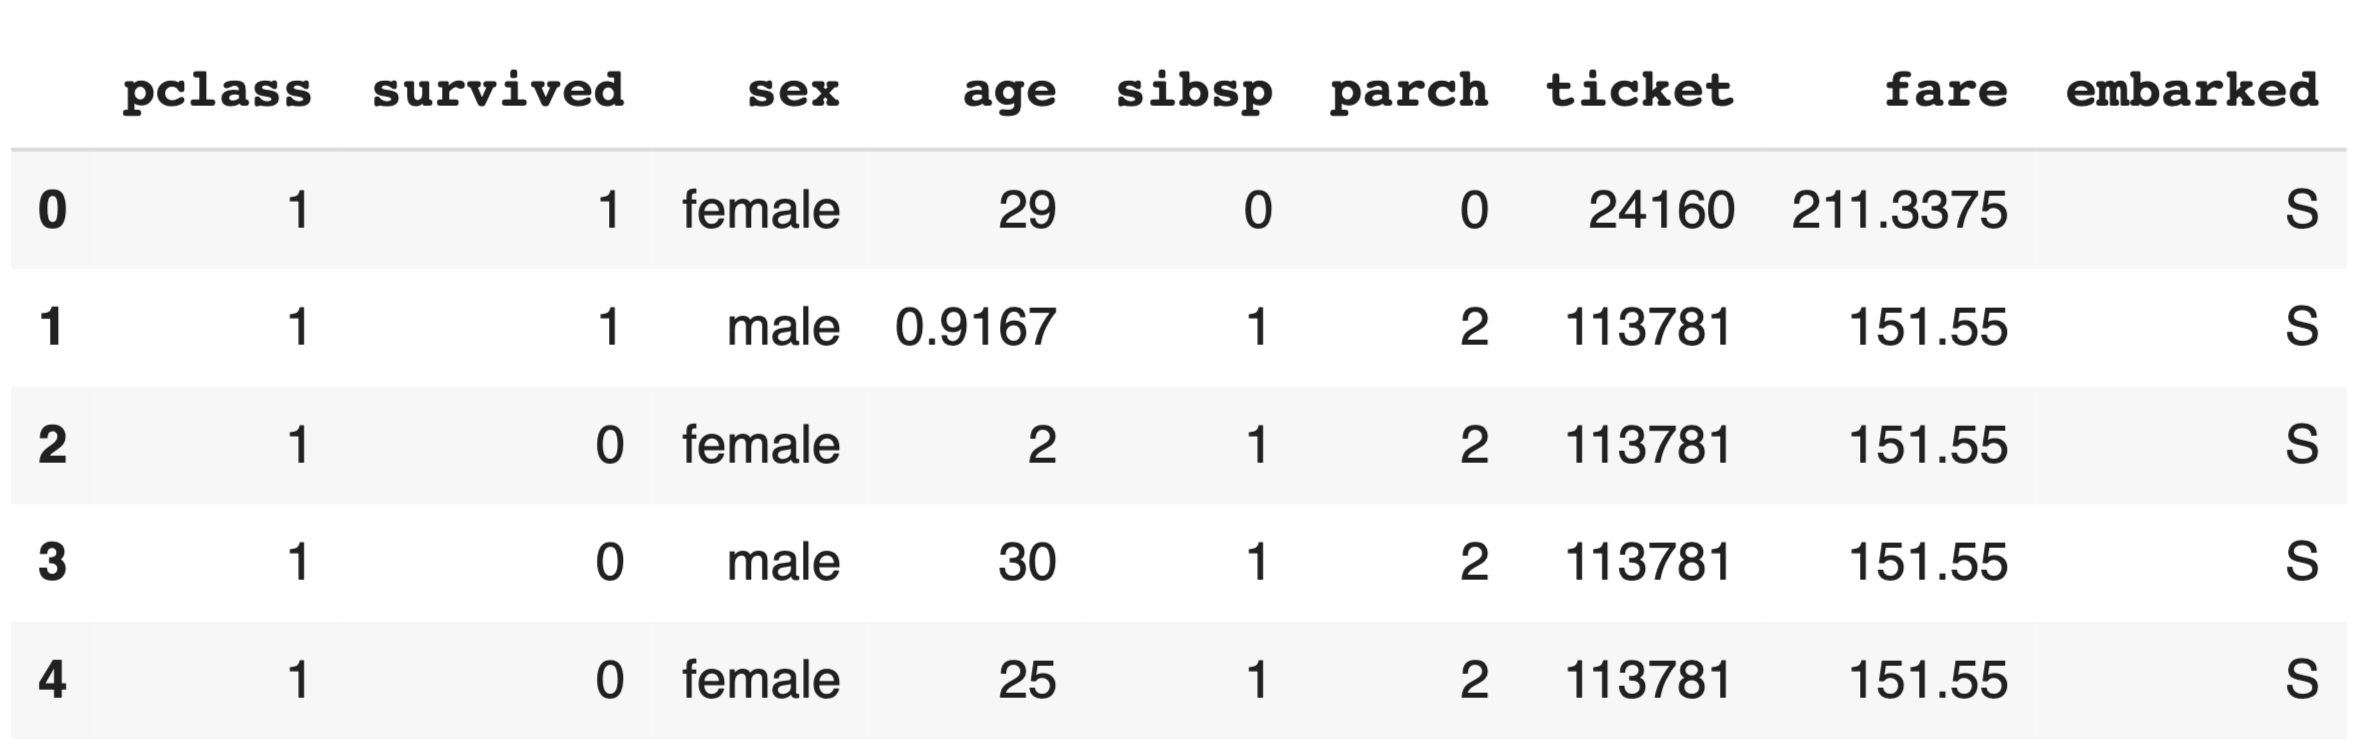 pclass survived sex age sibsp parch ticket fare embarked
0 1 1 female 29 0 0 24160 211.3375 S
1 1 1 male 0.9167 1 2 113781 151.55 S
2 1 0 female 2 1 2 113781 151.55 S
3 1 0 male 30 1 2 113781 151.55 S
4 1 0 female 25 1 2 113781 151.55 S